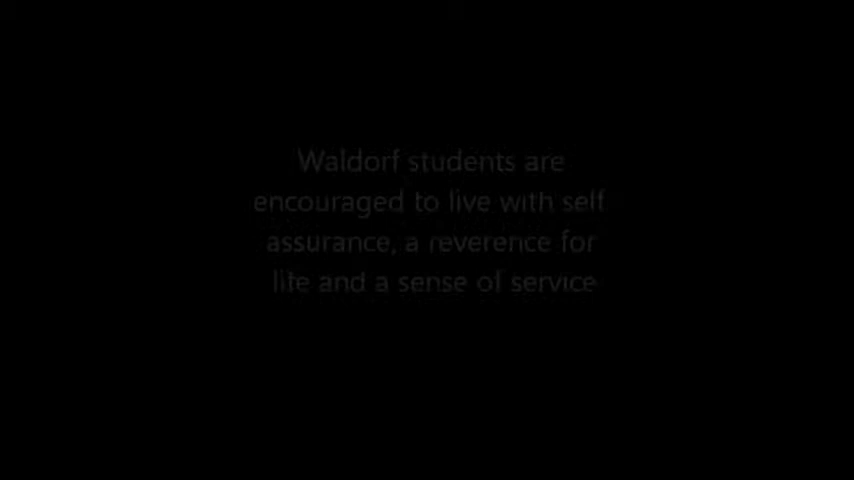 Waldorf students are
encouraged to live with self
assurance, a reverence for
life and a sense of service